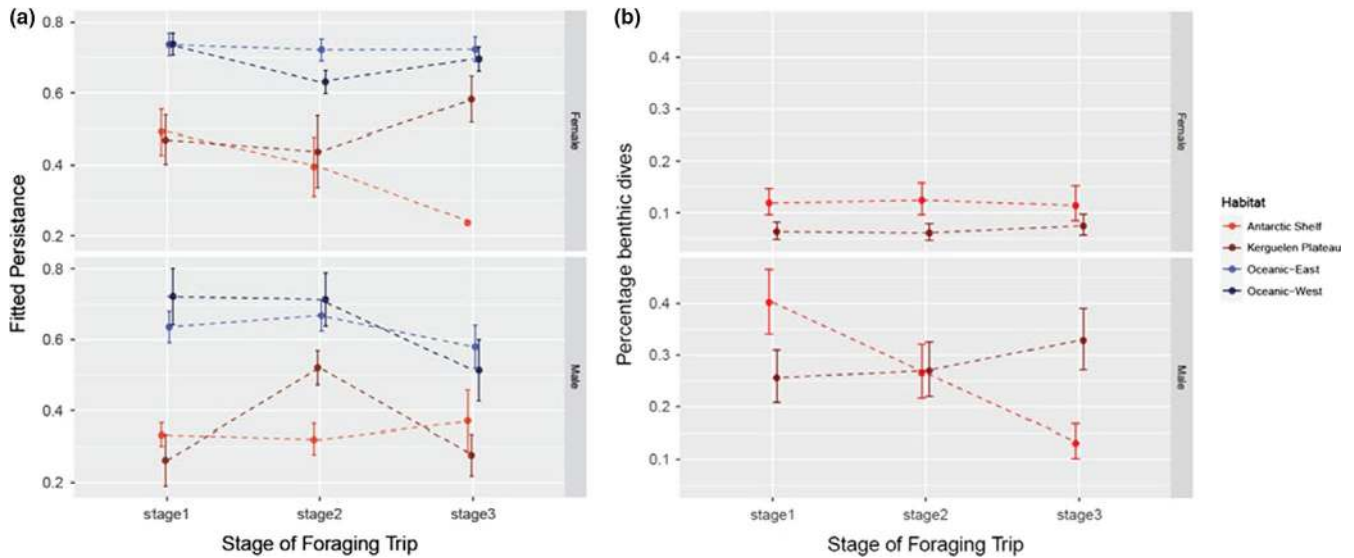 (a)
Fitted Persistance
0.8
0.6
0.4
0.2
Female
0.8
0.6
0.4
0.2
Male
stage1
stage2
stage3
Stage of Foraging Trip
(b)
Percentage benthic dives
0.4
0.3
0.2
0.1
Female
0.4
0.3
0.2
0.1
Male
stage1
stage2
stage3
Stage of Foraging Trip
Habitat
Antarctic Shelf
Kerguelen Plateau
Oceanic-East
Oceanic-West